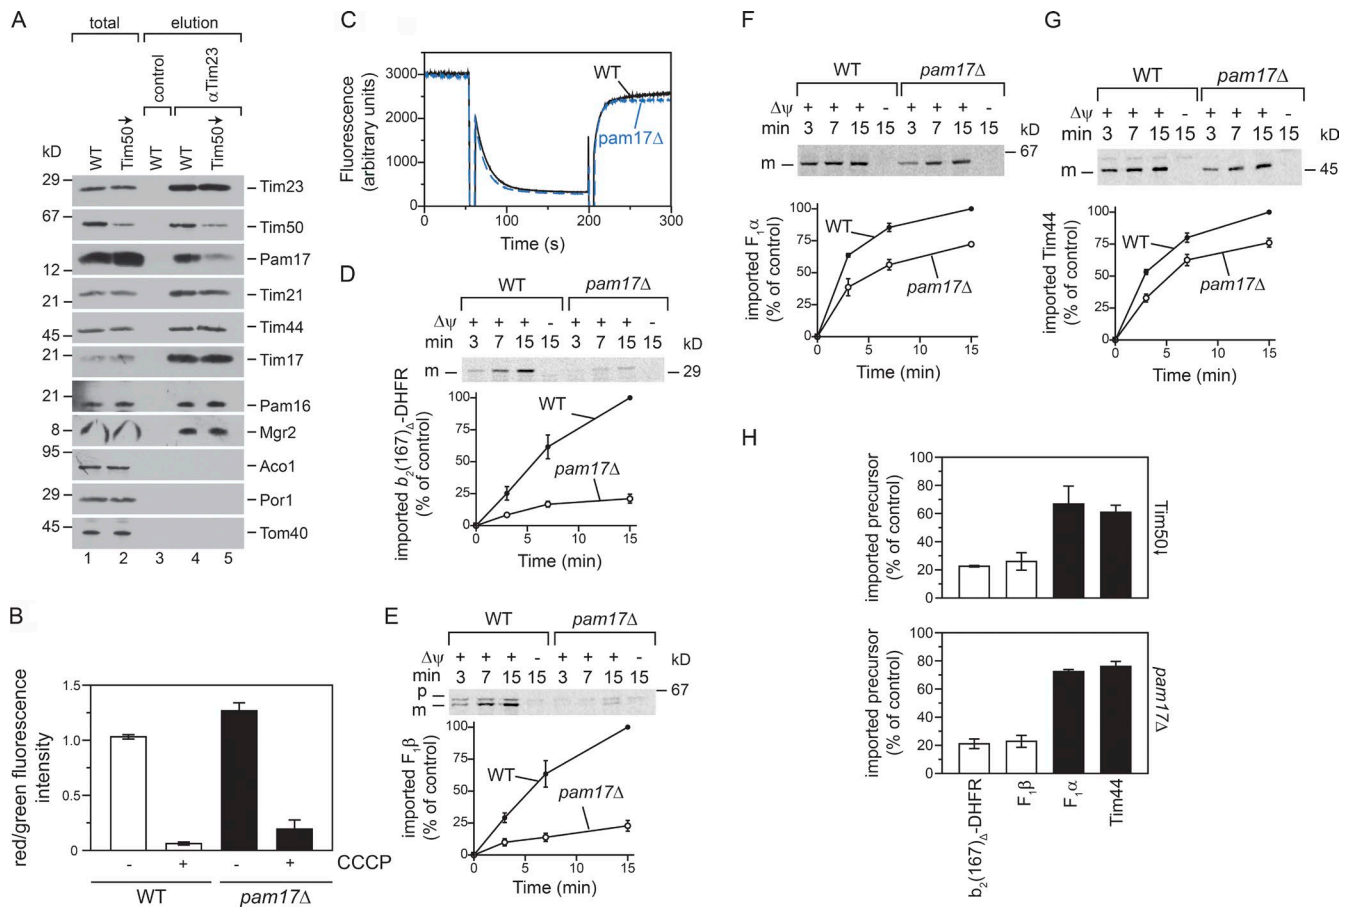 A
total
elution
control
αTim23
kD
WT
Tim50↓
WT
WT
Tim50↓
29
Tim23
67
Tim50
Pam17
12
21
Tim21
45
Tim44
21
Tim17
21
Pam16
8
Mgr2
95
Aco1
29
Por1
45
Tom40
1 2 3 4 5
B
red/green fluorescence
intensity
1.5
1.0
0.5
0
- + - + CCCP
WT
pam17Δ
C
Fluorescence
(arbitrary units)
3000
2000
1000
0
WT
pam17Δ
0 100 200 300
Time (s)
D
WT
pam17Δ
Δψ + + + - + + + -
min 3 7 15 15 3 7 15 15 kD
m
29
imported b₂(167)Δ-DHFR
(% of control)
100
75
50
25
0
WT
pam17Δ
0 5 10 15
Time (min)
E
WT
pam17Δ
Δψ + + + - + + + - kD
min 3 7 15 15 3 7 15 15
67
p
m
imported F₁β
(% of control)
100
75
50
25
0
WT
pam17Δ
0 5 10 15
Time (min)
F
WT
pam17Δ
Δψ + + + - + + + -
min 3 7 15 15 3 7 15 15 kD
67
m
imported F₁α
(% of control)
100
75
50
25
0
WT
pam17Δ
0 5 10 15
Time (min)
G
WT
pam17Δ
Δψ + + + - + + + -
min 3 7 15 15 3 7 15 15 kD
m
45
imported Tim44
(% of control)
100
75
50
25
0
WT
pam17Δ
0 5 10 15
Time (min)
H
imported precursor
(% of control)
100
80
60
40
20
0
Tim50↓
imported precursor
(% of control)
100
80
60
40
20
0
pam17Δ
b₂(167)Δ-DHFR
F₁β
F₁α
Tim44